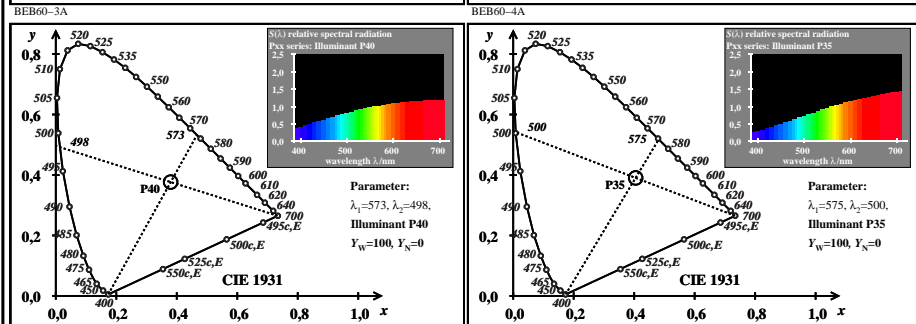 BEB60–3A
y
0,8
0,6
0,4
0,2
0,0
0,0
0,2
0,4
0,6
0,8
1,0
x
520
525
535
550
560
570
573
580
590
600
610
620
640
700
510
505
500
498
495
490
485
480
475
465
450
400
495c,E
500c,E
525c,E
550c,E
P40
CIE 1931
S(λ) relative spectral radiation
Pxx series: Illuminant P40
2,5
2,0
1,5
1,0
0,5
0,0
400
500
600
700
wavelength λ/nm
Parameter:
λ₁=573, λ₂=498,
Illuminant P40
Y_W=100, Y_N=0
BEB60–4A
y
0,8
0,6
0,4
0,2
0,0
0,0
0,2
0,4
0,6
0,8
1,0
x
520
525
535
550
560
570
575
580
590
600
610
620
640
700
510
505
500
500
495
490
485
480
475
465
450
400
495c,E
500c,E
525c,E
550c,E
P35
CIE 1931
S(λ) relative spectral radiation
Pxx series: Illuminant P35
2,5
2,0
1,5
1,0
0,5
0,0
400
500
600
700
wavelength λ/nm
Parameter:
λ₁=575, λ₂=500,
Illuminant P35
Y_W=100, Y_N=0